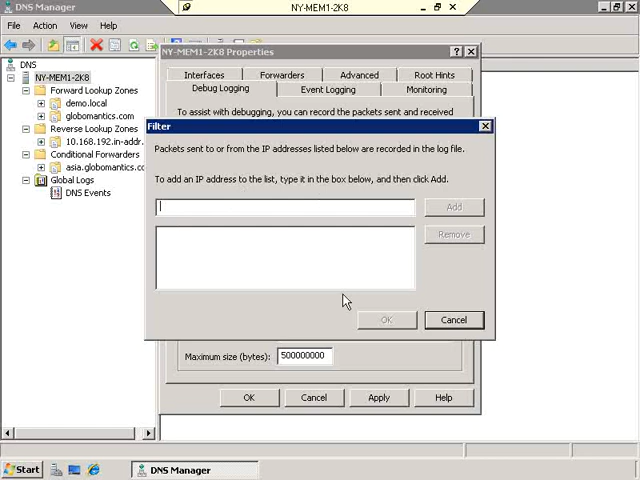 DNS Manager
NY-MEM1-2K8
File Action View Help
DNS
NY-MEM1-2K8
Forward Lookup Zones
demo.local
globomantics.com
Reverse Lookup Zones
10.168.192.in-addr.
Conditional Forwarders
asia.globomantics.cc
Global Logs
DNS Events
NY-MEM1-2K8 Properties
Interfaces Forwarders Advanced Root Hints
Debug Logging Event Logging Monitoring
To assist with debugging, you can record the packets sent and received
Filter
Packets sent to or from the IP addresses listed below are recorded in the log file.
To add an IP address to the list, type it in the box below, and then click Add.
Add
Remove
OK Cancel
Maximum size (bytes): 500000000
OK Cancel Apply Help
Start DNS Manager